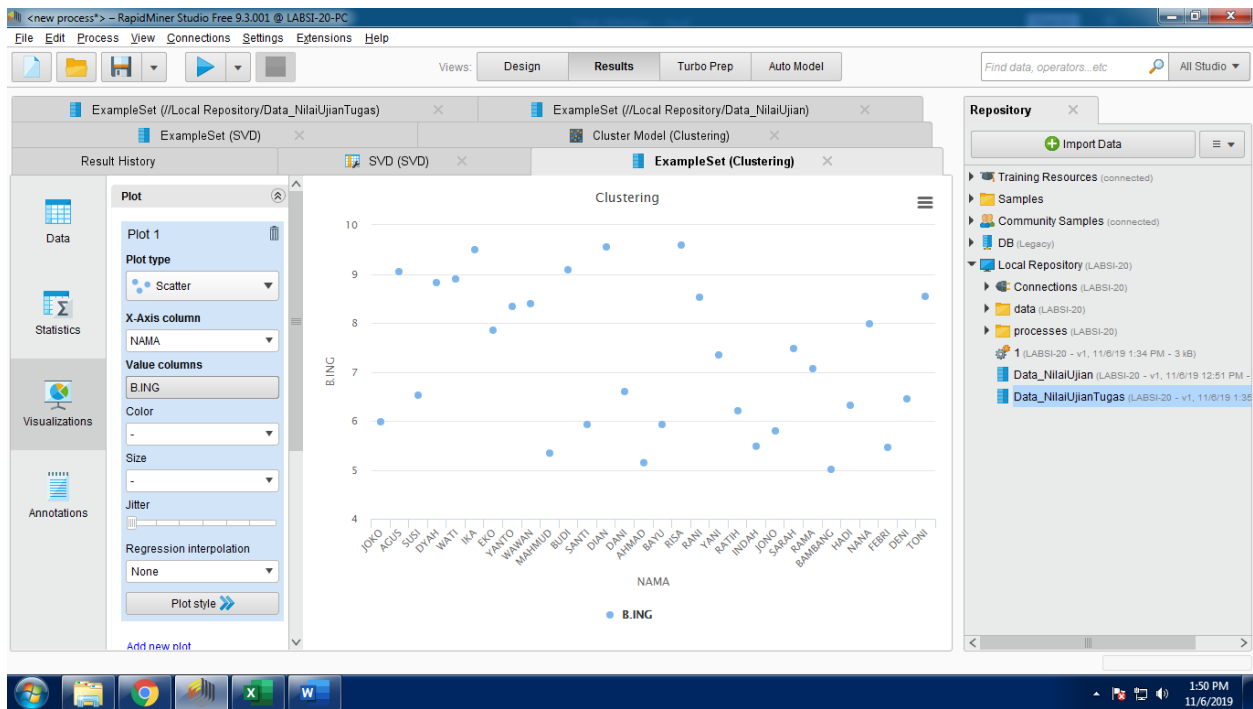 <new process*> – RapidMiner Studio Free 9.3.001 @ LABSI-20-PC
File Edit Process View Connections Settings Extensions Help
Views: Design Results Turbo Prep Auto Model
Find data, operators...etc All Studio
ExampleSet (//Local Repository/Data_NilaiUjianTugas) ExampleSet (//Local Repository/Data_NilaiUjian)
ExampleSet (SVD) Cluster Model (Clustering)
Result History SVD (SVD) ExampleSet (Clustering)
Data
Statistics
Visualizations
Annotations
Plot
Plot 1
Plot type
Scatter
X-Axis column
NAMA
Value columns
B.ING
Color
-
Size
-
Jitter
Regression interpolation
None
Plot style
Add new plot
Clustering
10
9
8
7
6
5
4
B.ING
JOKO AGUS SUSI DYAH WATI IKA EKO YANTO WAWAN MAHMUD BUDI SANTI DIAN DANI AHMAD BAYU RISA RANI YANI RATIH INDAH JONO SARAH RAMA BAMBANG HADI NANA FEBRI DENI TONI
NAMA
B.ING
Repository
Import Data
Training Resources (connected)
Samples
Community Samples (connected)
DB (Legacy)
Local Repository (LABSI-20)
Connections (LABSI-20)
data (LABSI-20)
processes (LABSI-20)
1 (LABSI-20 - v1, 11/6/19 1:34 PM - 3 kB)
Data_NilaiUjian (LABSI-20 - v1, 11/6/19 12:51 PM -
Data_NilaiUjianTugas (LABSI-20 - v1, 11/6/19 1:35
1:50 PM
11/6/2019